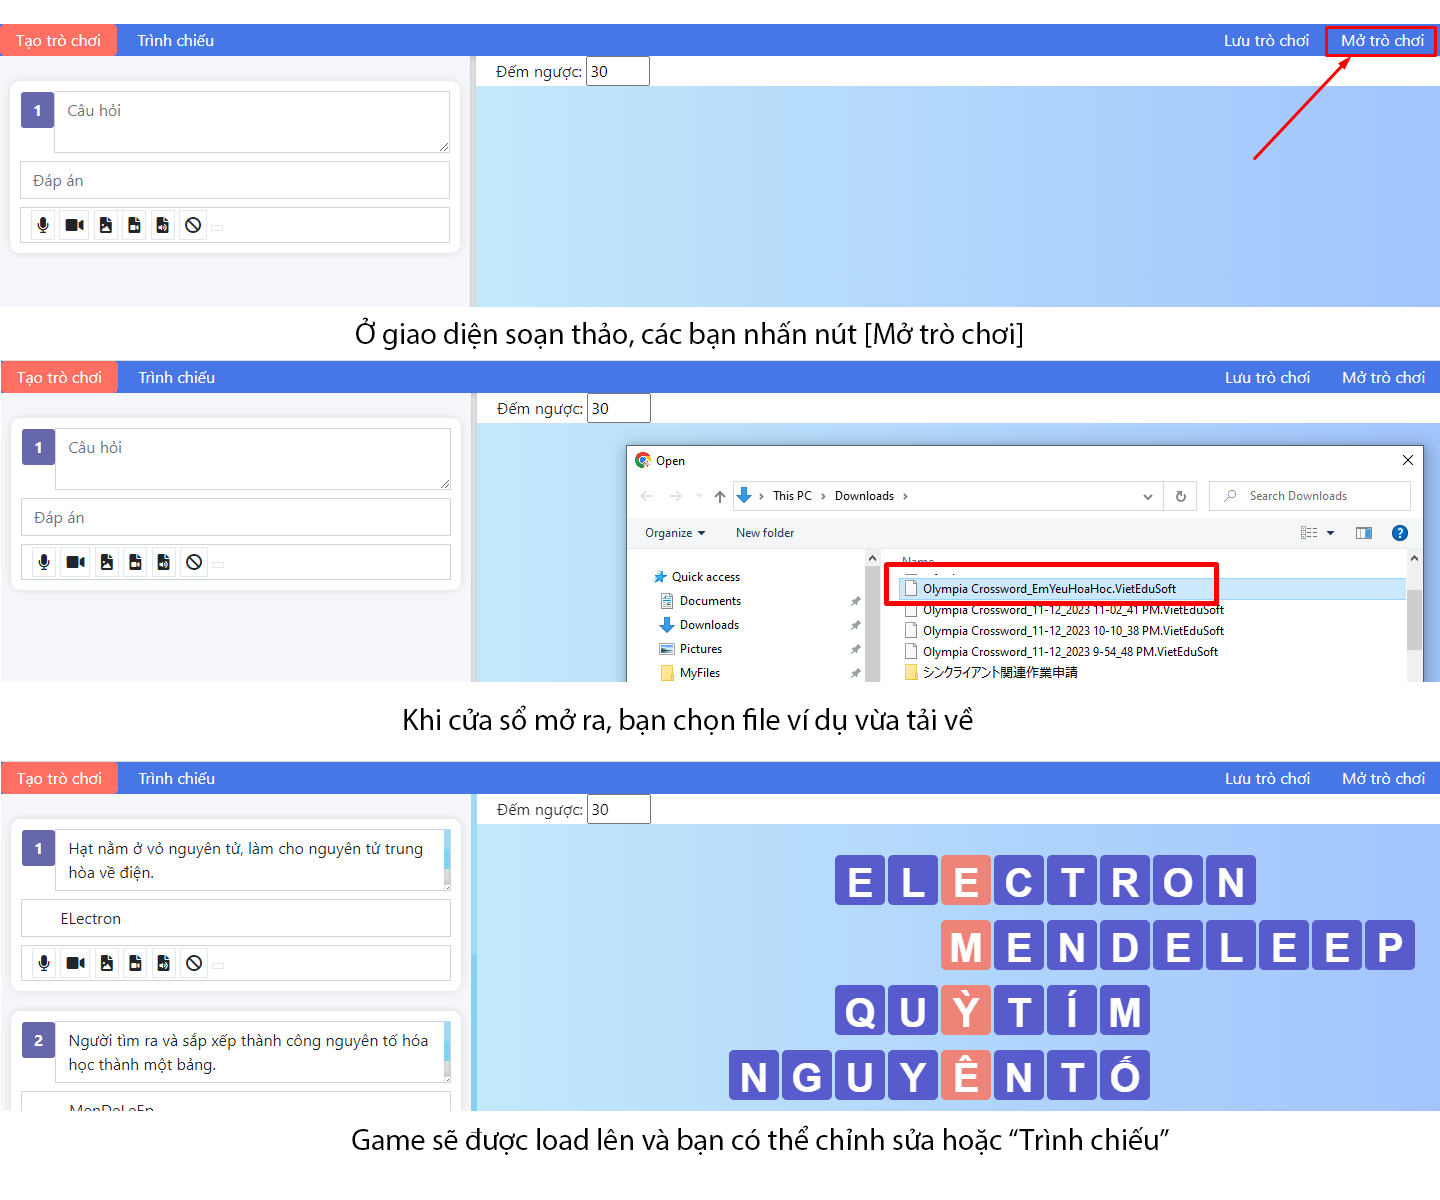 Tạo trò chơi Trình chiếu Lưu trò chơi Mở trò chơi
Đếm ngược: 30
1 Câu hỏi
Đáp án
Ở giao diện soạn thảo, các bạn nhấn nút [Mở trò chơi]
Tạo trò chơi Trình chiếu Lưu trò chơi Mở trò chơi
Đếm ngược: 30
1 Câu hỏi
Đáp án
Open
This PC Downloads
Search Downloads
Organize New folder
Name
Quick access
Documents
Downloads
Pictures
MyFiles
Olympia Crossword_EmYeuHoaHoc.VietEduSoft
Olympia Crossword_11-12_2023 11-02_41 PM.VietEduSoft
Olympia Crossword_11-12_2023 10-10_38 PM.VietEduSoft
Olympia Crossword_11-12_2023 9-54_48 PM.VietEduSoft
シンクライアント関連作業申請
Khi cửa sổ mở ra, bạn chọn file ví dụ vừa tải về
Tạo trò chơi Trình chiếu Lưu trò chơi Mở trò chơi
Đếm ngược: 30
1 Hạt nằm ở vỏ nguyên tử, làm cho nguyên tử trung
hòa về điện.
ELectron
2 Người tìm ra và sắp xếp thành công nguyên tố hóa
học thành một bảng.
MenDeLeEp
ELECTRON
MENDELEEP
QUỲTÍM
NGUYÊNTỐ
Game sẽ được load lên và bạn có thể chỉnh sửa hoặc “Trình chiếu”